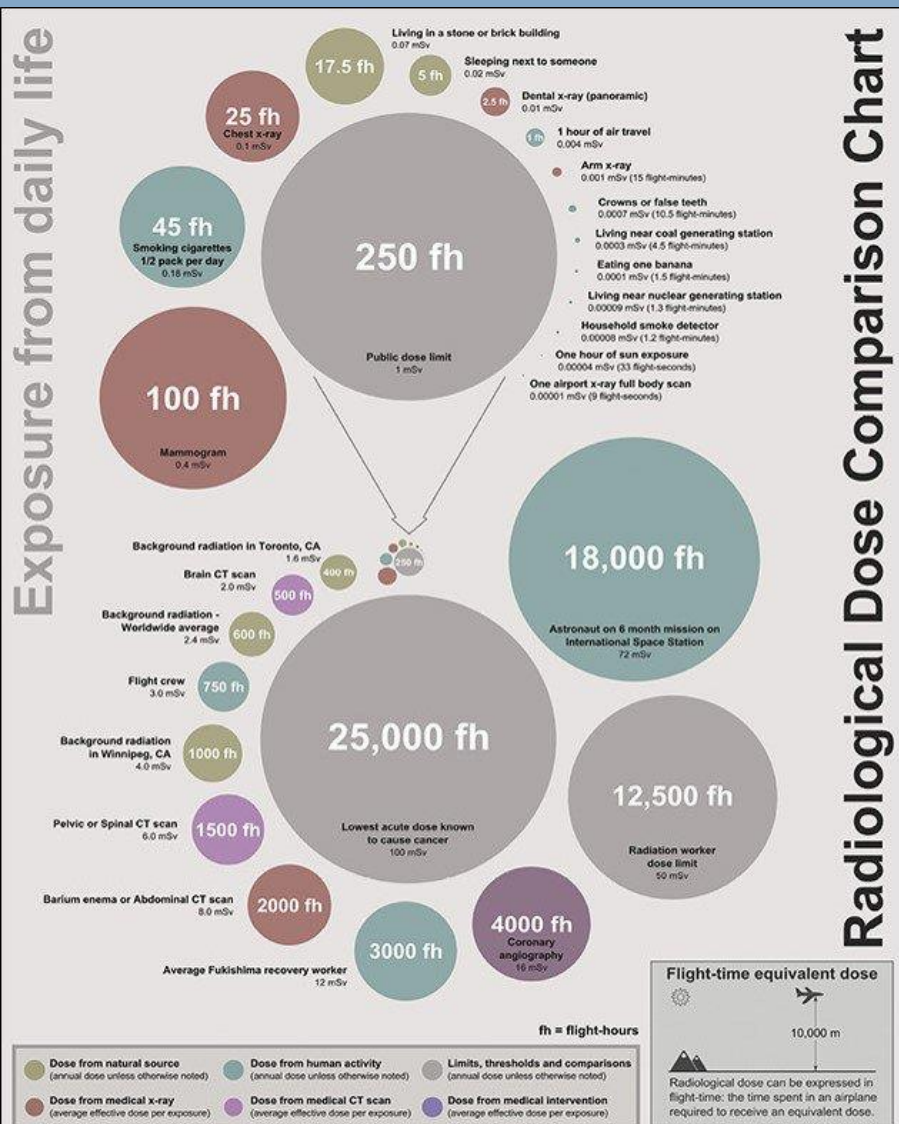 Exposure from daily life
Radiological Dose Comparison Chart
Living in a stone or brick building
0.07 mSv
17.5 fh
Sleeping next to someone
0.02 mSv
5 fh
Dental x-ray (panoramic)
0.01 mSv
2.5 fh
1 hour of air travel
0.004 mSv
1 fh
Arm x-ray
0.001 mSv (15 flight-minutes)
Crowns or false teeth
0.0007 mSv (10.5 flight-minutes)
Living near coal generating station
0.0003 mSv (4.5 flight-minutes)
Eating one banana
0.0001 mSv (1.5 flight-minutes)
Living near nuclear generating station
0.00009 mSv (1.3 flight-minutes)
Household smoke detector
0.00008 mSv (1.2 flight-minutes)
One hour of sun exposure
0.00004 mSv (33 flight-seconds)
One airport x-ray full body scan
0.00001 mSv (9 flight-seconds)
25 fh
Chest x-ray
0.1 mSv
45 fh
Smoking cigarettes
1/2 pack per day
0.18 mSv
250 fh
Public dose limit
1 mSv
100 fh
Mammogram
0.4 mSv
Background radiation in Toronto, CA
1.6 mSv
400 fh
250 fh
Brain CT scan
2.0 mSv
500 fh
Background radiation -
Worldwide average
2.4 mSv
600 fh
Flight crew
3.0 mSv
750 fh
Background radiation
in Winnipeg, CA
4.0 mSv
1000 fh
Pelvic or Spinal CT scan
6.0 mSv
1500 fh
Barium enema or Abdominal CT scan
8.0 mSv
2000 fh
Average Fukishima recovery worker
12 mSv
3000 fh
4000 fh
Coronary
angiography
16 mSv
25,000 fh
Lowest acute dose known
to cause cancer
100 mSv
18,000 fh
Astronaut on 6 month mission on
International Space Station
72 mSv
12,500 fh
Radiation worker
dose limit
50 mSv
fh = flight-hours
Dose from natural source
(annual dose unless otherwise noted)
Dose from human activity
(annual dose unless otherwise noted)
Limits, thresholds and comparisons
(annual dose unless otherwise noted)
Dose from medical x-ray
(average effective dose per exposure)
Dose from medical CT scan
(average effective dose per exposure)
Dose from medical intervention
(average effective dose per exposure)
Flight-time equivalent dose
10,000 m
Radiological dose can be expressed in
flight-time: the time spent in an airplane
required to receive an equivalent dose.